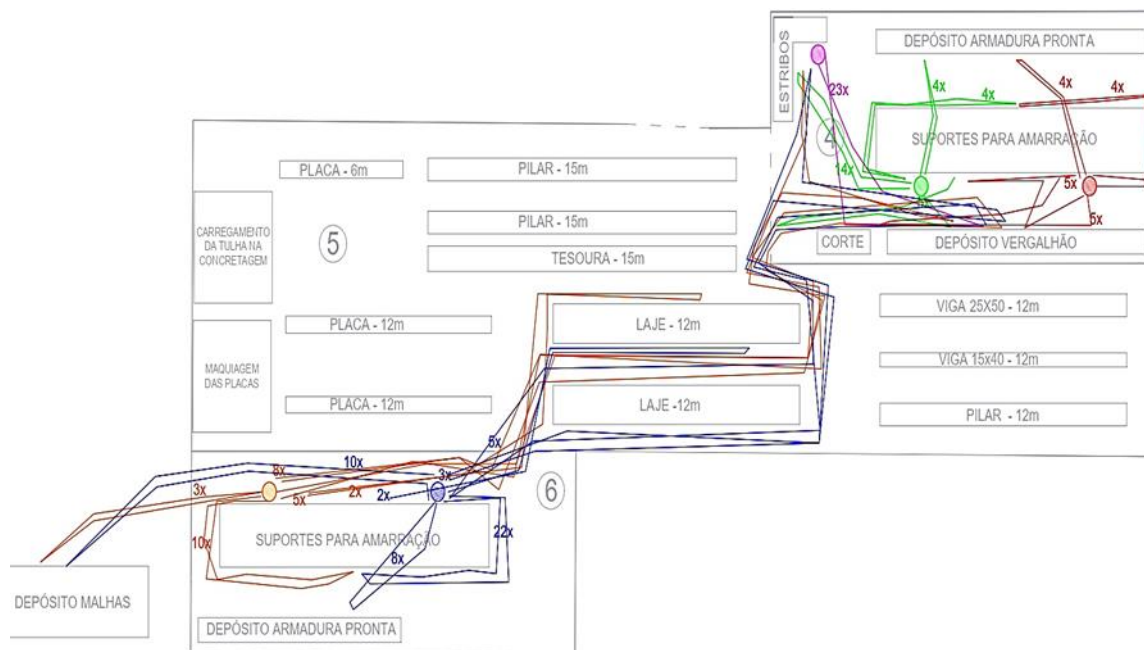 ESTRIBOS
DEPÓSITO ARMADURA PRONTA
23x
4x
4x
4x
4x
SUPORTES PARA AMARRAÇÃO
4
14x
5x
5x
CORTE
DEPÓSITO VERGALHÃO
PLACA - 6m
PILAR - 15m
CARREGAMENTO
DA TULHA NA
CONCRETAGEM
5
PILAR - 15m
TESOURA - 15m
VIGA 25X50 - 12m
PLACA - 12m
LAJE - 12m
MAQUIAGEM
DAS PLACAS
VIGA 15x40 - 12m
PLACA - 12m
LAJE -12m
PILAR - 12m
5x
10x
8x
3x
3x
5x
2x
2x
6
10x
SUPORTES PARA AMARRAÇÃO
22x
8x
DEPÓSITO MALHAS
DEPÓSITO ARMADURA PRONTA